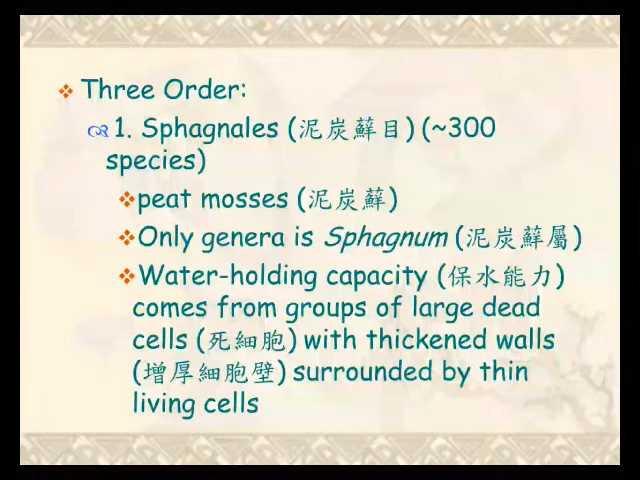 Three Order:
1. Sphagnales (泥炭蘚目) (~300
species)
peat mosses (泥炭蘚)
Only genera is Sphagnum (泥炭蘚屬)
Water-holding capacity (保水能力)
comes from groups of large dead
cells (死細胞) with thickened walls
(增厚細胞壁) surrounded by thin
living cells